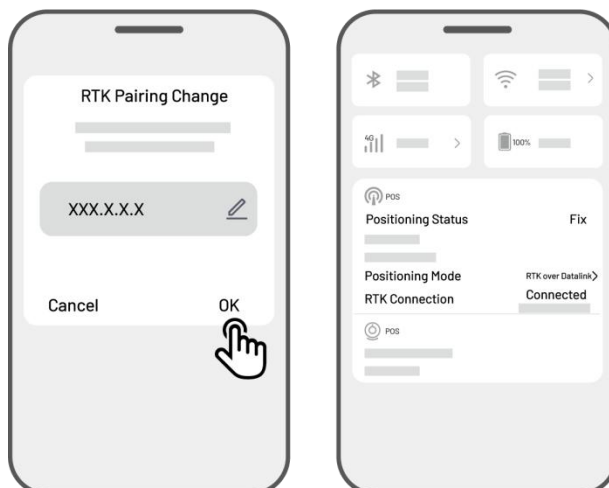 RTK Pairing Change
XXX.X.X.X
Cancel OK
4G
100%
POS
Positioning Status Fix
Positioning Mode RTK over Datalink
RTK Connection Connected
POS